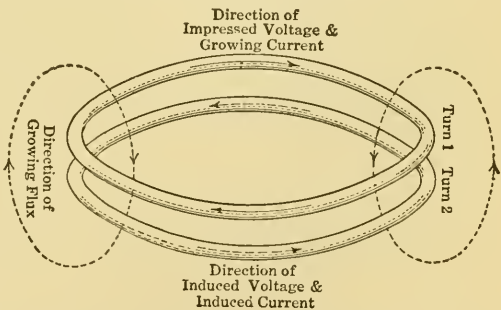 Direction of
Impressed Voltage &
Growing Current
Direction of
Growing Flux
Turn 1
Turn 2
Direction of
Induced Voltage &
Induced Current